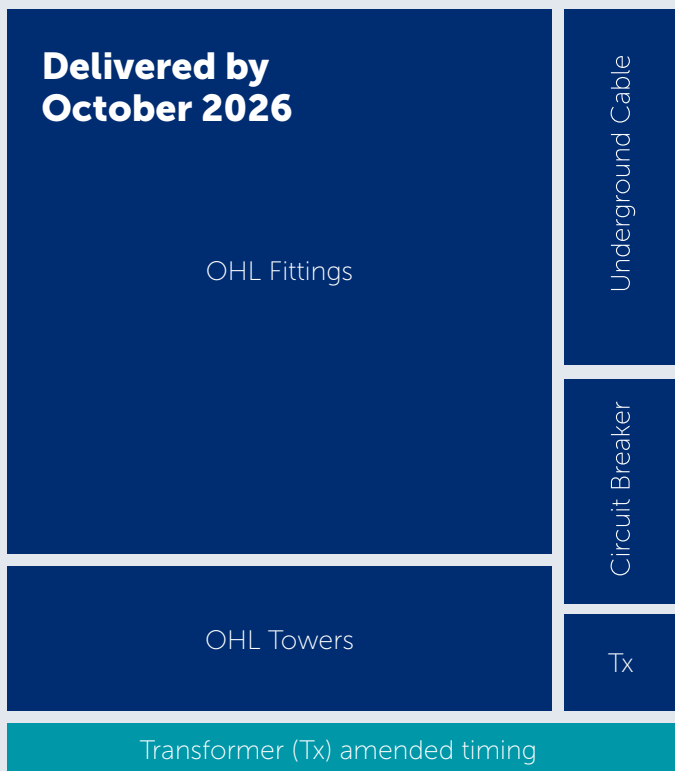 Delivered by
October 2026
OHL Fittings
Underground Cable
Circuit Breaker
OHL Towers
Tx
Transformer (Tx) amended timing